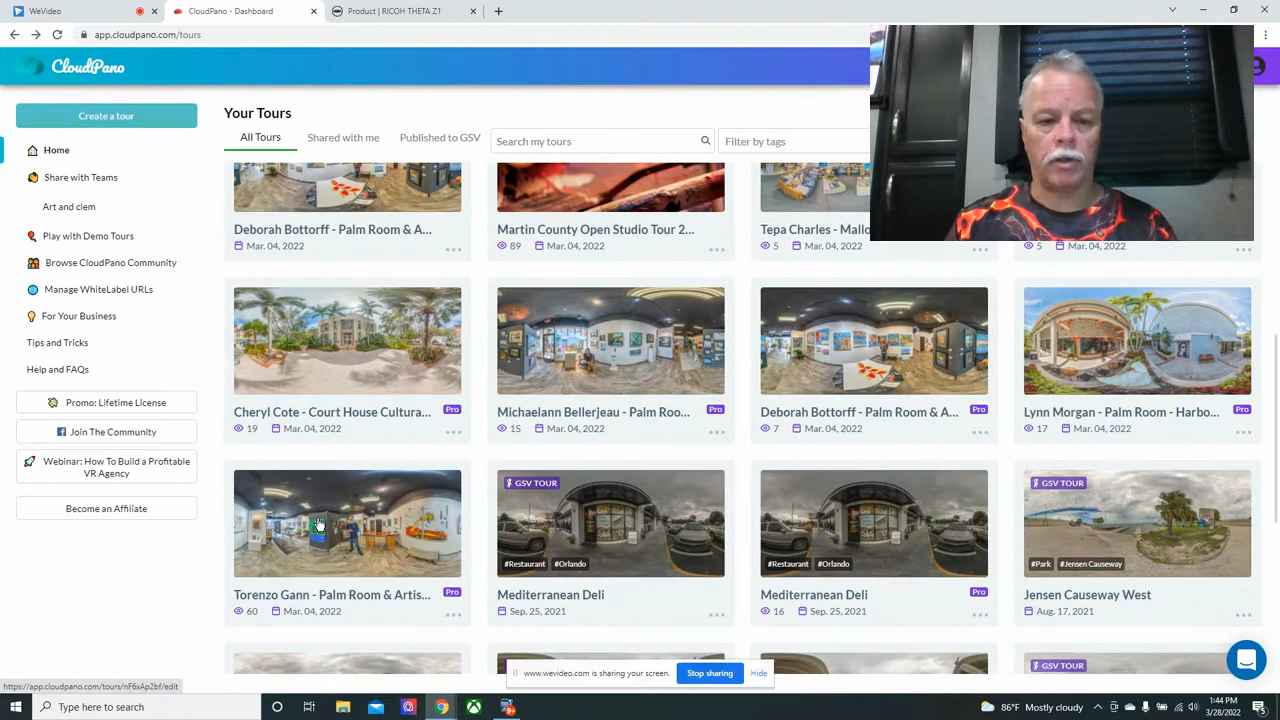 WeVideo
CloudPano - Dashboard
Product | RICOH THETA Z1
app.cloudpano.com/tours
CloudPano
Create a tour
Home
Share with Teams
Art and clem
Play with Demo Tours
Browse CloudPano Community
Manage WhiteLabel URLs
For Your Business
Tips and Tricks
Help and FAQs
Promo: Lifetime License
Join The Community
Webinar: How To Build a Profitable
VR Agency
Become an Affiliate
Your Tours
All Tours
Shared with me
Published to GSV
Search my tours
Filter by tags
Deborah Bottorff - Palm Room & A...
Mar. 04, 2022
Martin County Open Studio Tour 2...
89
Mar. 04, 2022
Tepa Charles - Mallo
5
Mar. 04, 2022
5
Mar. 04, 2022
Cheryl Cote - Court House Cultura...
Pro
19
Mar. 04, 2022
Michaelann Bellerjeau - Palm Roo...
Pro
15
Mar. 04, 2022
Deborah Bottorff - Palm Room & A...
Pro
7
Mar. 04, 2022
Lynn Morgan - Palm Room - Harbo...
Pro
17
Mar. 04, 2022
Torenzo Gann - Palm Room & Artis...
Pro
60
Mar. 04, 2022
GSV TOUR
#Restaurant
#Orlando
Mediterranean Deli
Sep. 25, 2021
GSV TOUR
#Restaurant
#Orlando
Mediterranean Deli
Pro
16
Sep. 25, 2021
GSV TOUR
#Park
#Jensen Causeway
Jensen Causeway West
Aug. 17, 2021
GSV TOUR
www.wevideo.com is sharing your screen.
Stop sharing
Hide
https://app.cloudpano.com/tours/nF6xAp2bf/edit
Type here to search
86°F Mostly cloudy
1:44 PM
3/28/2022